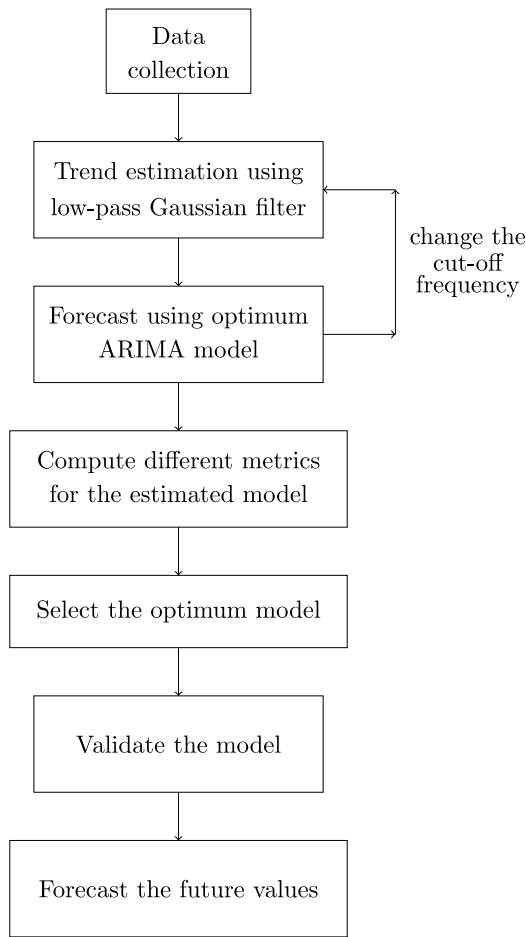 Data
collection
Trend estimation using
low-pass Gaussian filter
change the
cut-off
frequency
Forecast using optimum
ARIMA model
Compute different metrics
for the estimated model
Select the optimum model
Validate the model
Forecast the future values